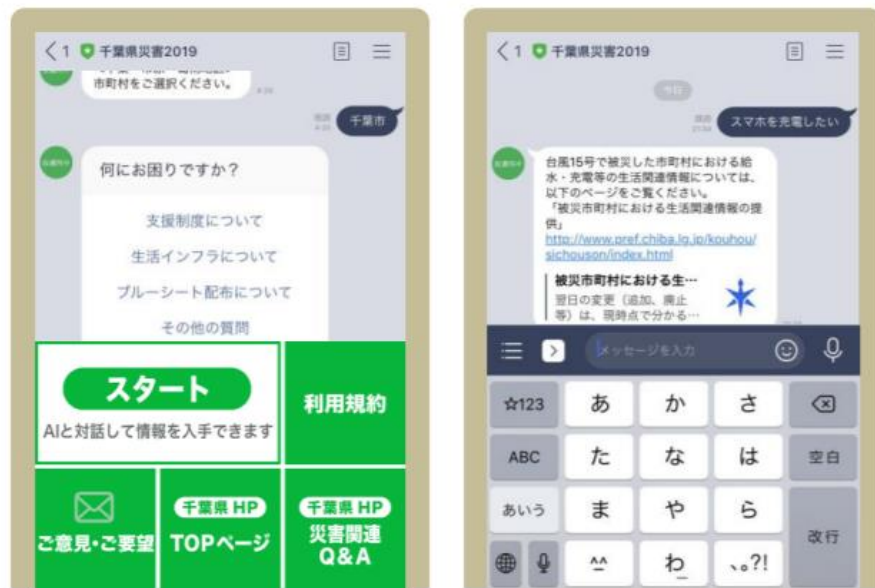 1 千葉県災害2019
市町村をご選択ください。
千葉市
何にお困りですか？
支援制度について
生活インフラについて
ブルーシート配布について
その他の質問
スタート
AIと対話して情報を入手できます
利用規約
ご意見・ご要望
千葉県 HP
TOPページ
千葉県 HP
災害関連
Q&A
1 千葉県災害2019
今日
スマホを充電したい
台風15号で被災した市町村における給
水・充電等の生活関連情報については、
以下のページをご覧ください。
「被災市町村における生活関連情報の提
供」
http://www.pref.chiba.lg.jp/kouhou/
sichouson/index.html
被災市町村における生…
翌日の変更（追加、廃止
等）は、現時点で分かる…
メッセージを入力
☆123 あ か さ
ABC た な は 空白
あいう ま や ら 改行
^^ わ 、。?!